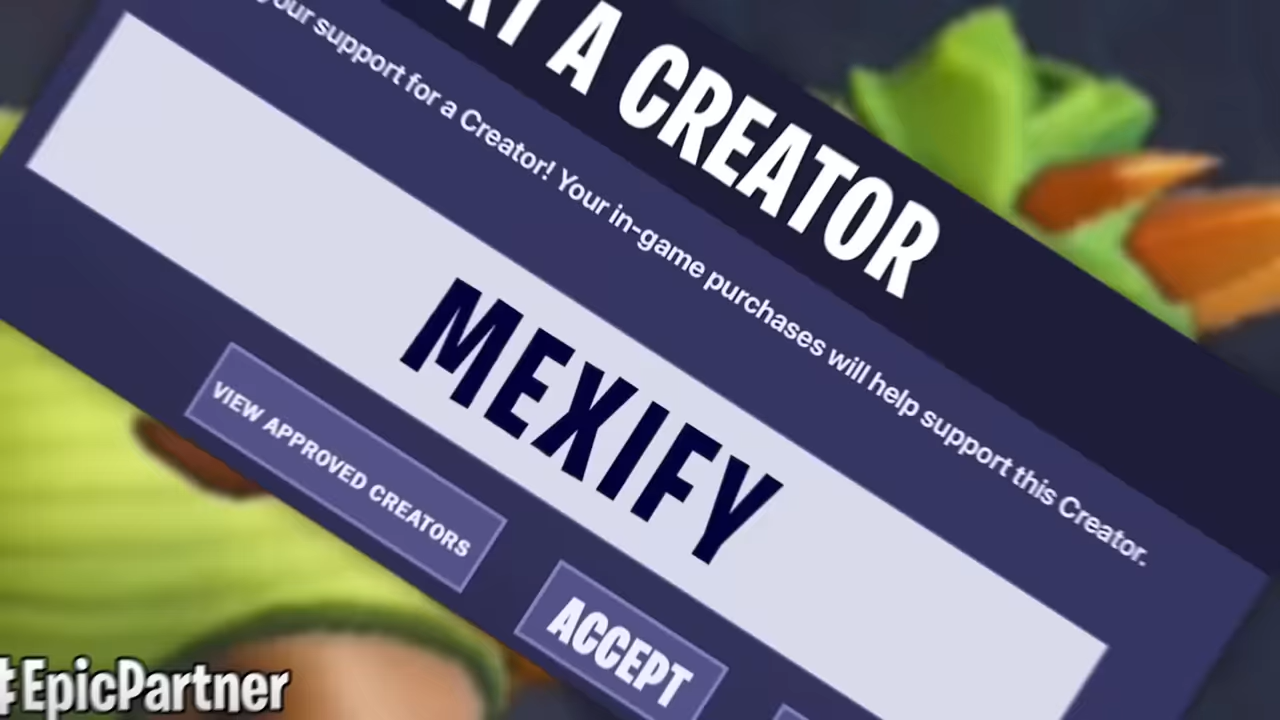 A CREATOR
your support for a Creator! Your in-game purchases will help support this Creator.
MEXIFY
VIEW APPROVED CREATORS
ACCEPT
#EpicPartner